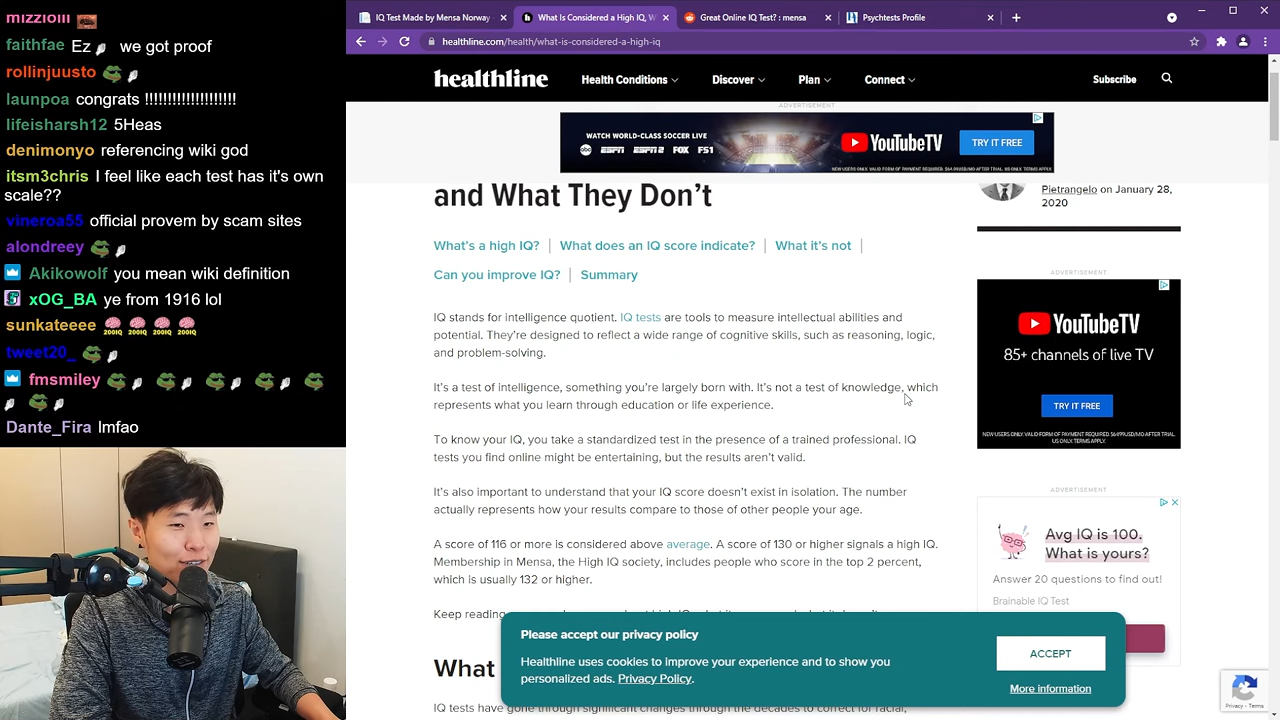 mizzioiii
faithfae Ez we got proof
rollinjuusto
launpoa congrats !!!!!!!!!!!!!!!!!!!
lifeisharsh12 5Heas
denimonyo referencing wiki god
itsm3chris I feel like each test has it's own
scale??
vineroa55 official provem by scam sites
alondreey
Akikowolf you mean wiki definition
xOG_BA ye from 1916 lol
sunkateeee 200IQ 200IQ 200IQ 200IQ
tweet20_
fmsmiley
Dante_Fira lmfao
IQ Test Made by Mensa Norway
What Is Considered a High IQ, W
Great Online IQ Test? : mensa
Psychtests Profile
healthline.com/health/what-is-considered-a-high-iq
healthline
Health Conditions
Discover
Plan
Connect
Subscribe
ADVERTISEMENT
WATCH WORLD-CLASS SOCCER LIVE
abc ESPN ESPN2 FOX FS1
YouTubeTV
TRY IT FREE
and What They Don't
Pietrangelo on January 28,
2020
What's a high IQ? | What does an IQ score indicate? | What it's not |
Can you improve IQ? | Summary
IQ stands for intelligence quotient. IQ tests are tools to measure intellectual abilities and
potential. They're designed to reflect a wide range of cognitive skills, such as reasoning, logic,
and problem-solving.
It's a test of intelligence, something you're largely born with. It's not a test of knowledge, which
represents what you learn through education or life experience.
To know your IQ, you take a standardized test in the presence of a trained professional. IQ
tests you find online might be entertaining, but the results aren't valid.
It's also important to understand that your IQ score doesn't exist in isolation. The number
actually represents how your results compare to those of other people your age.
A score of 116 or more is considered above average. A score of 130 or higher signals a high IQ.
Membership in Mensa, the High IQ society, includes people who score in the top 2 percent,
which is usually 132 or higher.
Keep reading
What
IQ tests have gone through significant changes through the decades to correct for racial,
ADVERTISEMENT
YouTubeTV
85+ channels of live TV
TRY IT FREE
ADVERTISEMENT
Avg IQ is 100.
What is yours?
Answer 20 questions to find out!
Brainable IQ Test
Please accept our privacy policy
Healthline uses cookies to improve your experience and to show you
personalized ads. Privacy Policy.
ACCEPT
More information
Privacy - Terms